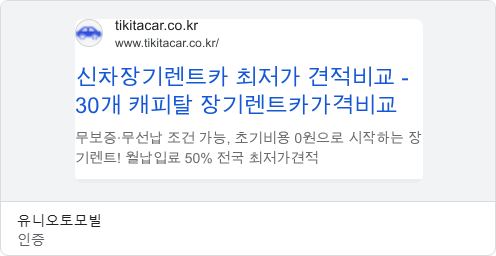 tikitacar.co.kr
www.tikitacar.co.kr/
신차장기렌트카 최저가 견적비교 -
30개 캐피탈 장기렌트카가격비교
무보증·무선납 조건 가능, 초기비용 0원으로 시작하는 장
기렌트! 월납입료 50% 전국 최저가견적
유니오토모빌
인증